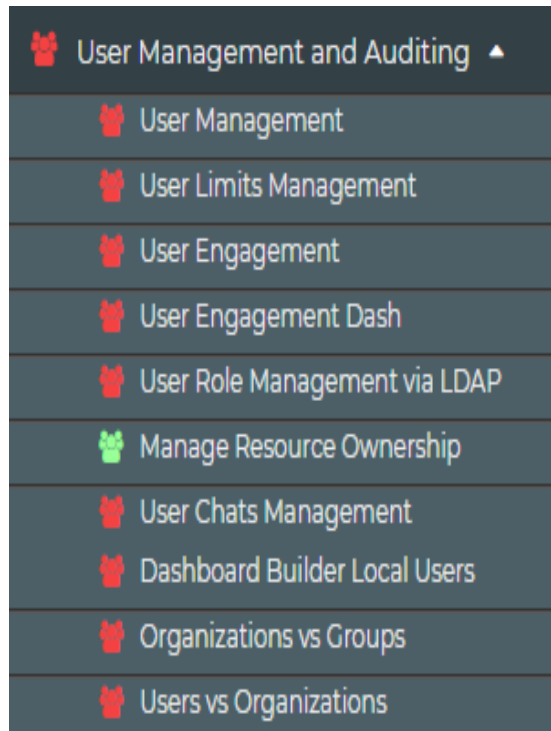 User Management and Auditing
User Management
User Limits Management
User Engagement
User Engagement Dash
User Role Management via LDAP
Manage Resource Ownership
User Chats Management
Dashboard Builder Local Users
Organizations vs Groups
Users vs Organizations